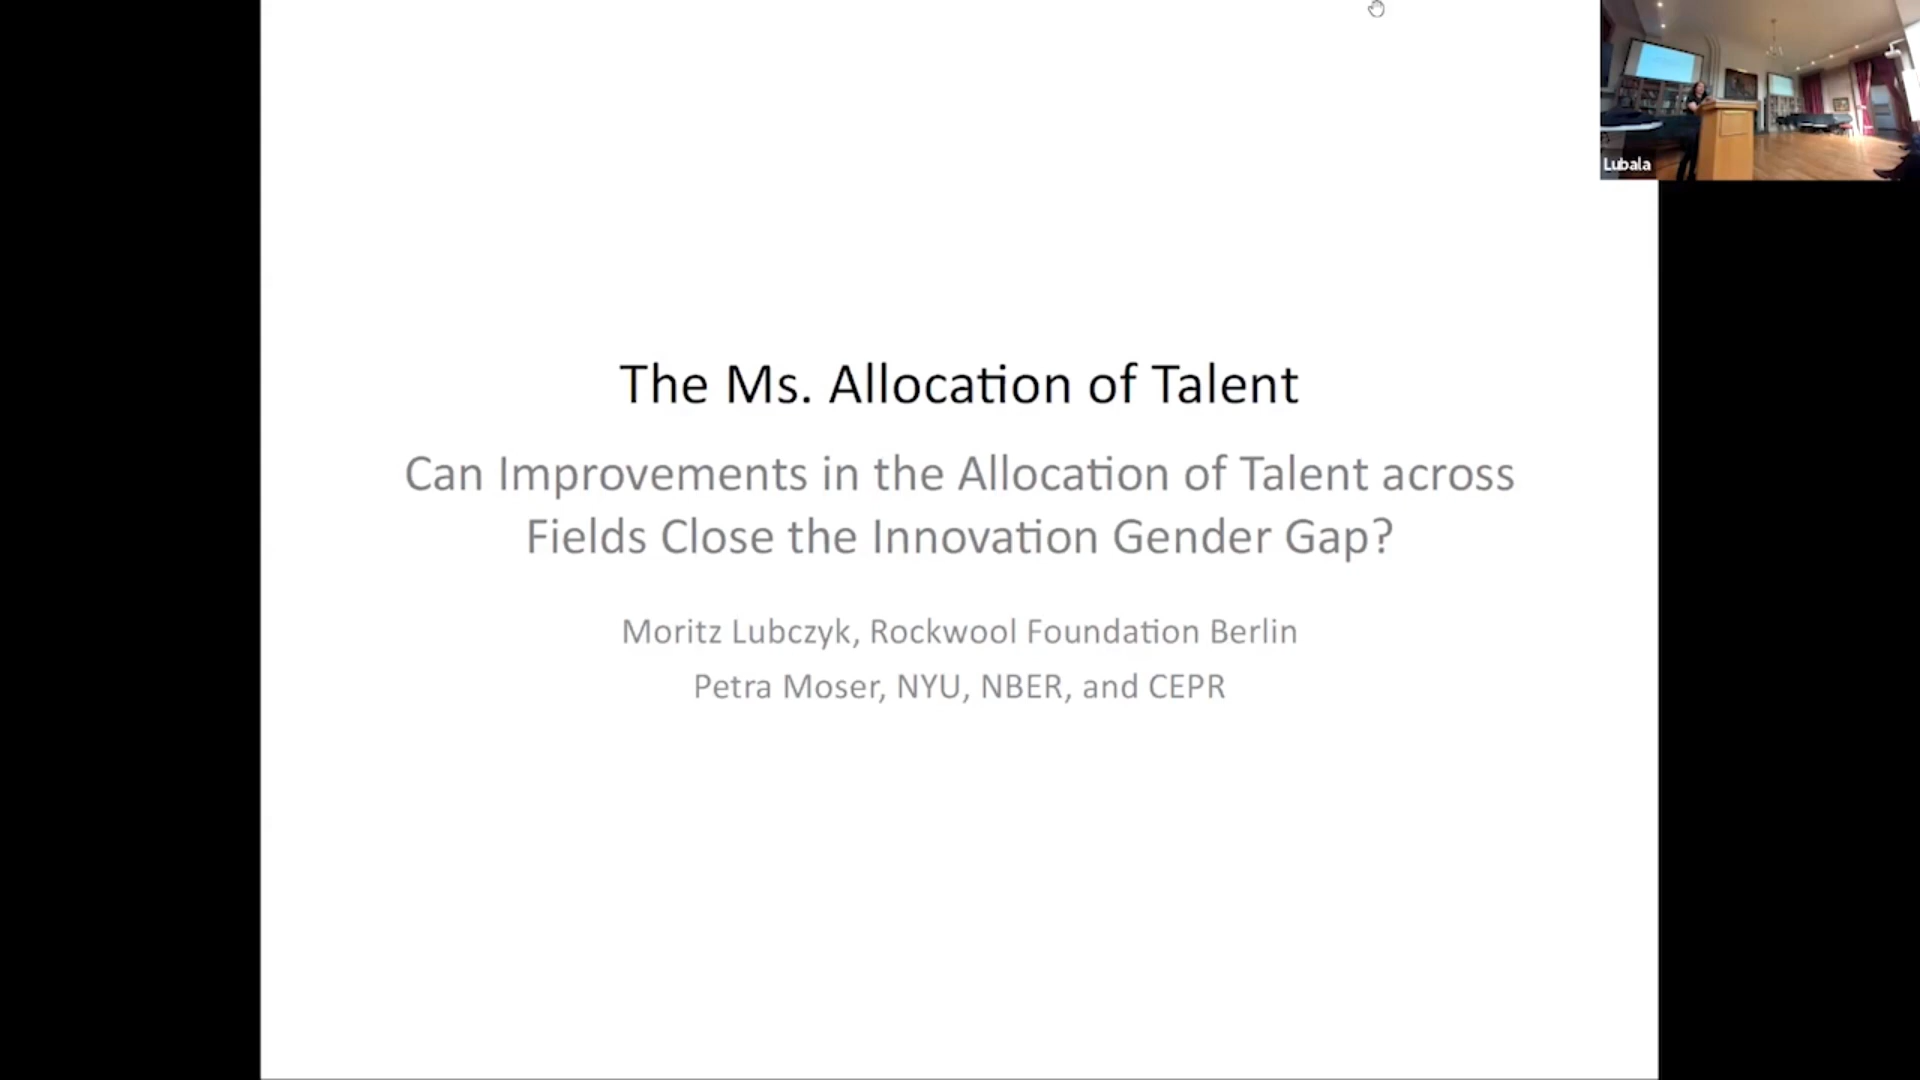 The Ms. Allocation of Talent
Can Improvements in the Allocation of Talent across
Fields Close the Innovation Gender Gap?
Moritz Lubczyk, Rockwool Foundation Berlin
Petra Moser, NYU, NBER, and CEPR
Lubala